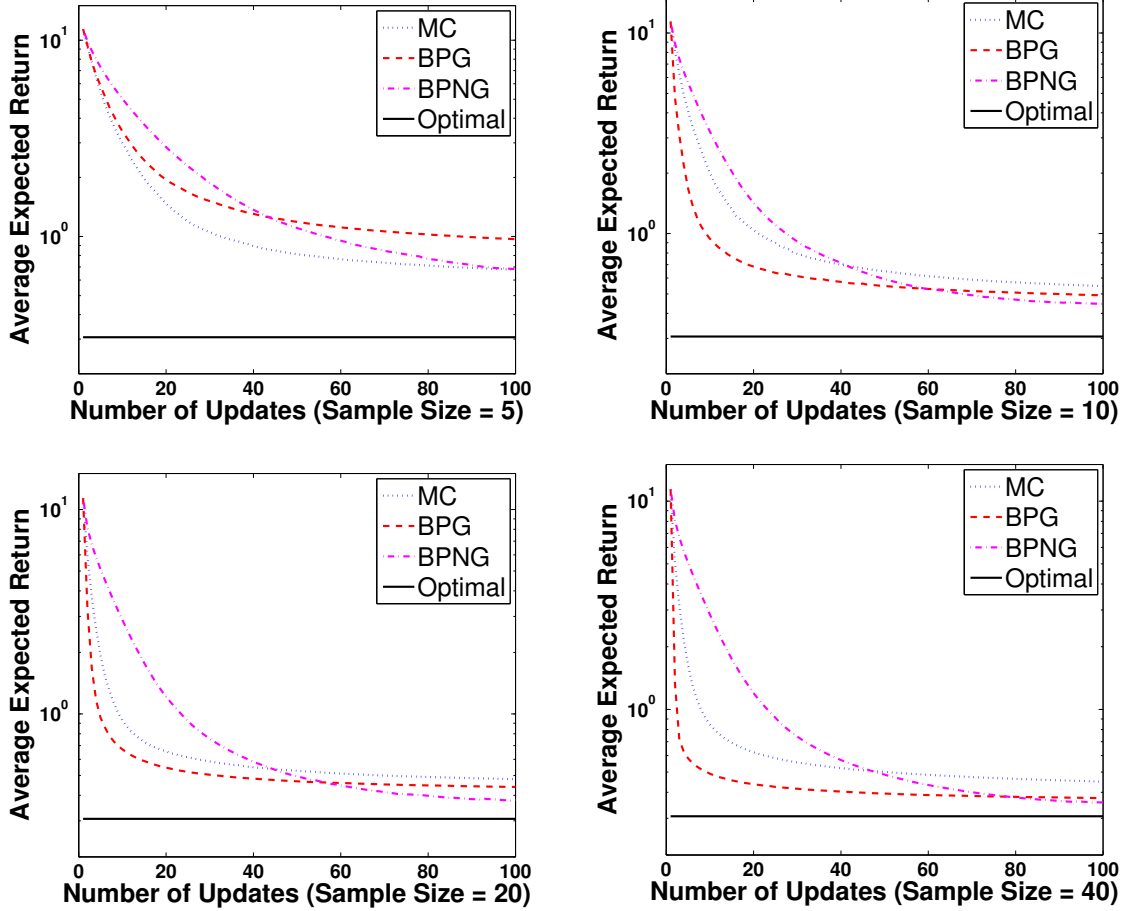 Average Expected Return
10^1
10^0
MC
BPG
BPNG
Optimal
0 20 40 60 80 100
Number of Updates (Sample Size = 5)
Average Expected Return
10^1
10^0
MC
BPG
BPNG
Optimal
0 20 40 60 80 100
Number of Updates (Sample Size = 10)
Average Expected Return
10^1
10^0
MC
BPG
BPNG
Optimal
0 20 40 60 80 100
Number of Updates (Sample Size = 20)
Average Expected Return
10^1
10^0
MC
BPG
BPNG
Optimal
0 20 40 60 80 100
Number of Updates (Sample Size = 40)